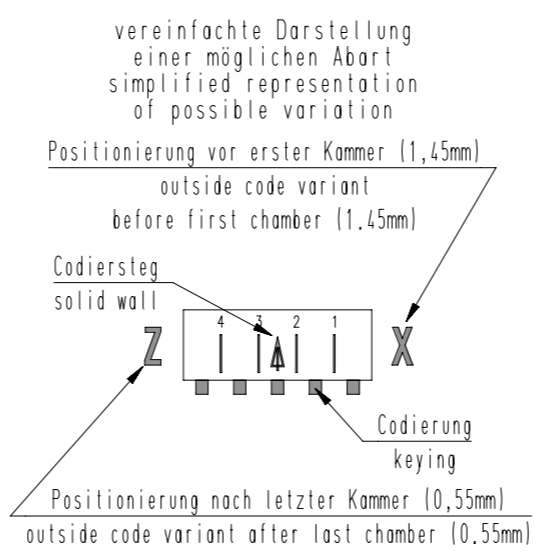 vereinfachte Darstellung
einer möglichen Abart
simplified representation
of possible variation
Positionierung vor erster Kammer (1,45mm)
outside code variant
before first chamber (1,45mm)
Codiersteg
solid wall
4 3 2 1
Z X
Codierung
keying
Positionierung nach letzter Kammer (0,55mm)
outside code variant after last chamber (0,55mm)